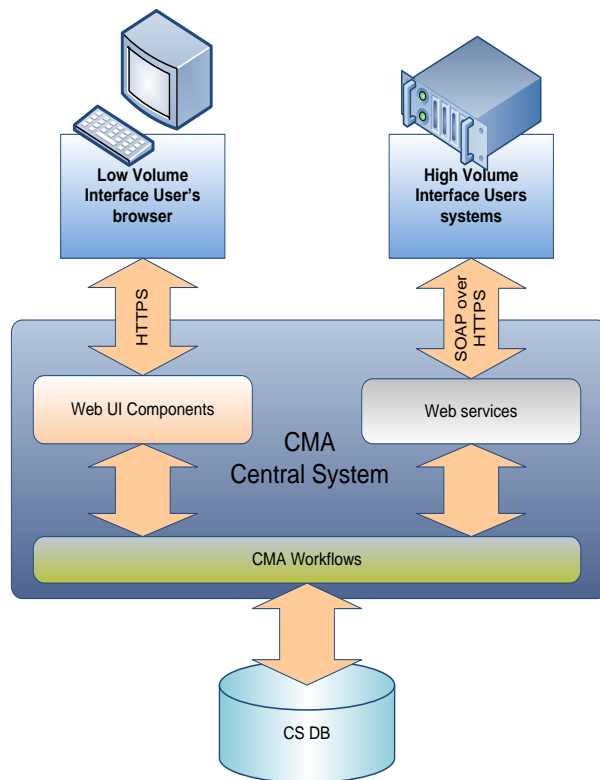 Low Volume
Interface User's
browser
High Volume
Interface Users
systems
HTTPS
SOAP over
HTTPS
Web UI Components
Web services
CMA
Central System
CMA Workflows
CS DB